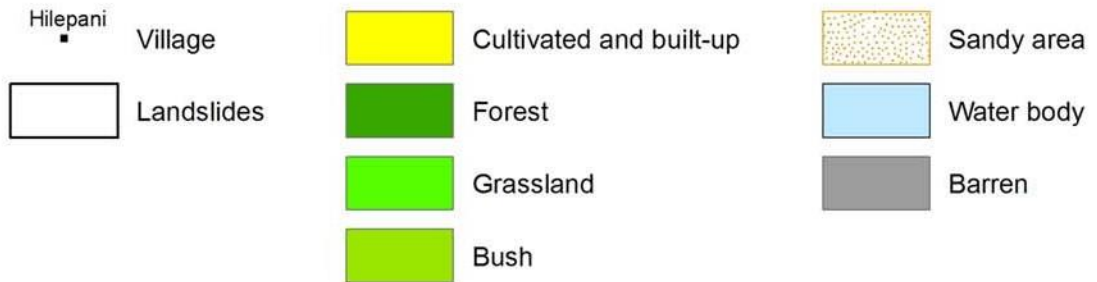 Hilepani
Village
Landslides
Cultivated and built-up
Forest
Grassland
Bush
Sandy area
Water body
Barren